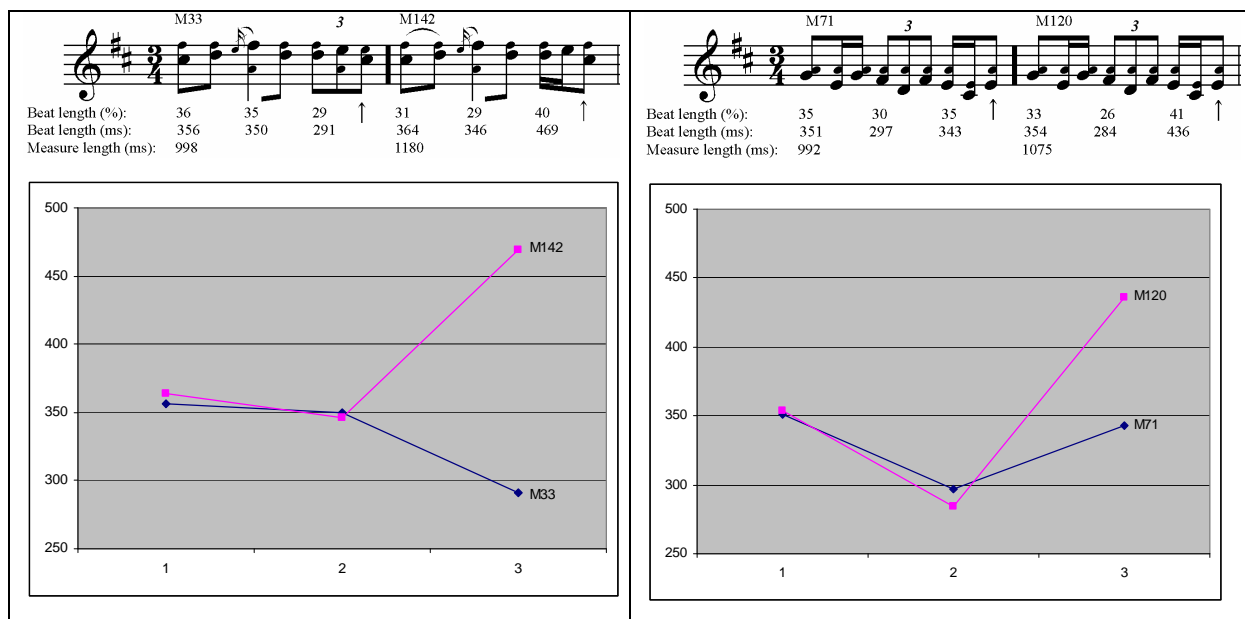 M33 3 M142
3
4
Beat length (%): 36 35 29 31 29 40
Beat length (ms): 356 350 291 364 346 469
Measure length (ms): 998 1180
500
450
400
350
300
250
1 2 3
M142
M33
M71 3 M120 3
3
4
Beat length (%): 35 30 35 33 26 41
Beat length (ms): 351 297 343 354 284 436
Measure length (ms): 992 1075
500
450
400
350
300
250
1 2 3
M120
M71